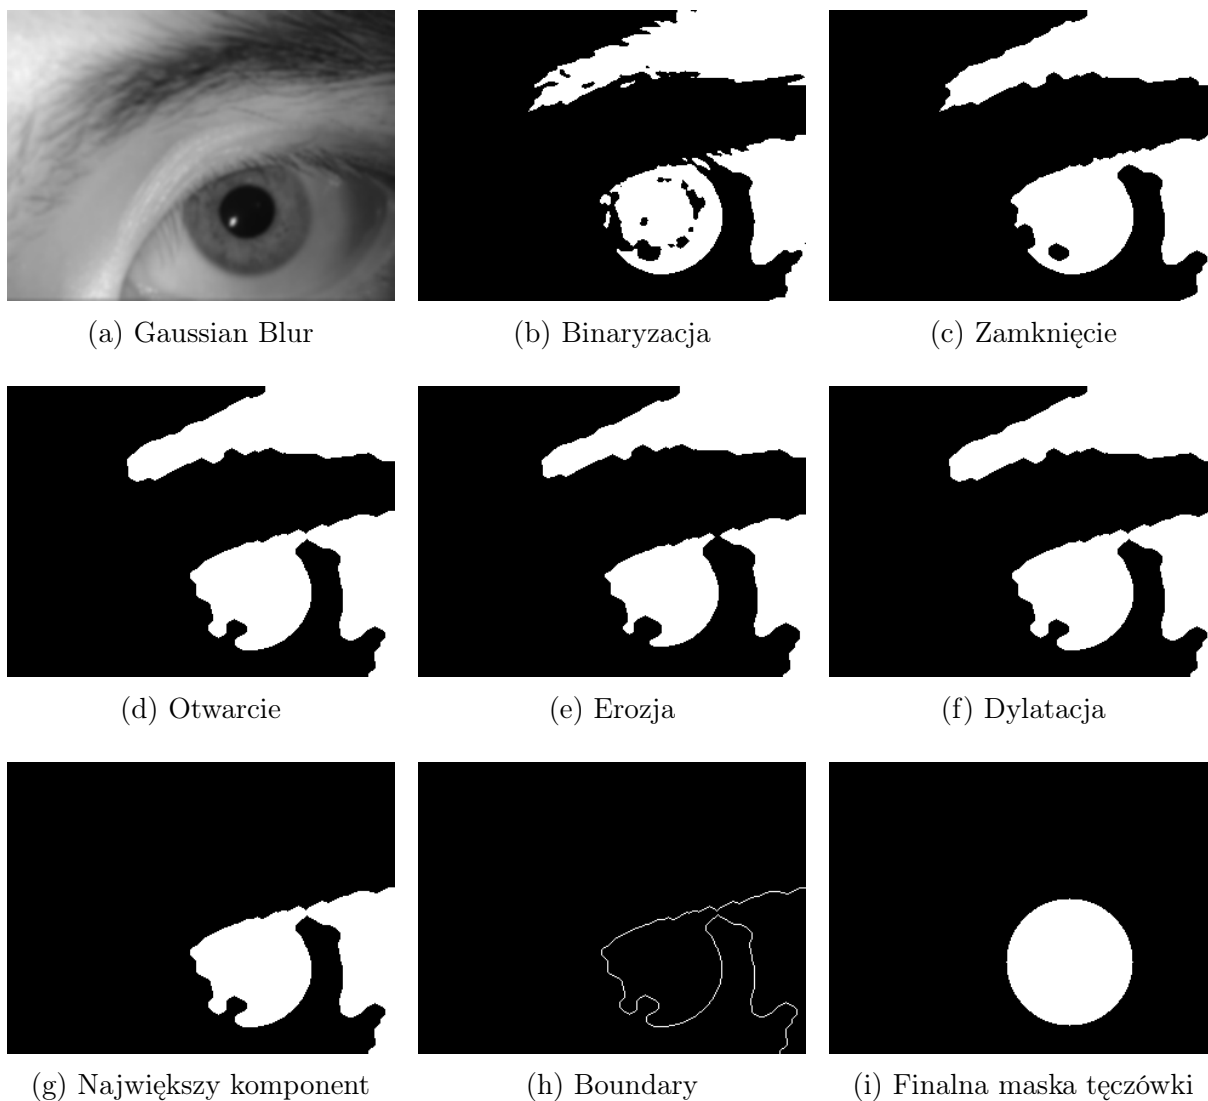 (a) Gaussian Blur
(b) Binaryzacja
(c) Zamknięcie
(d) Otwarcie
(e) Erozja
(f) Dylatacja
(g) Największy komponent
(h) Boundary
(i) Finalna maska tęczówki